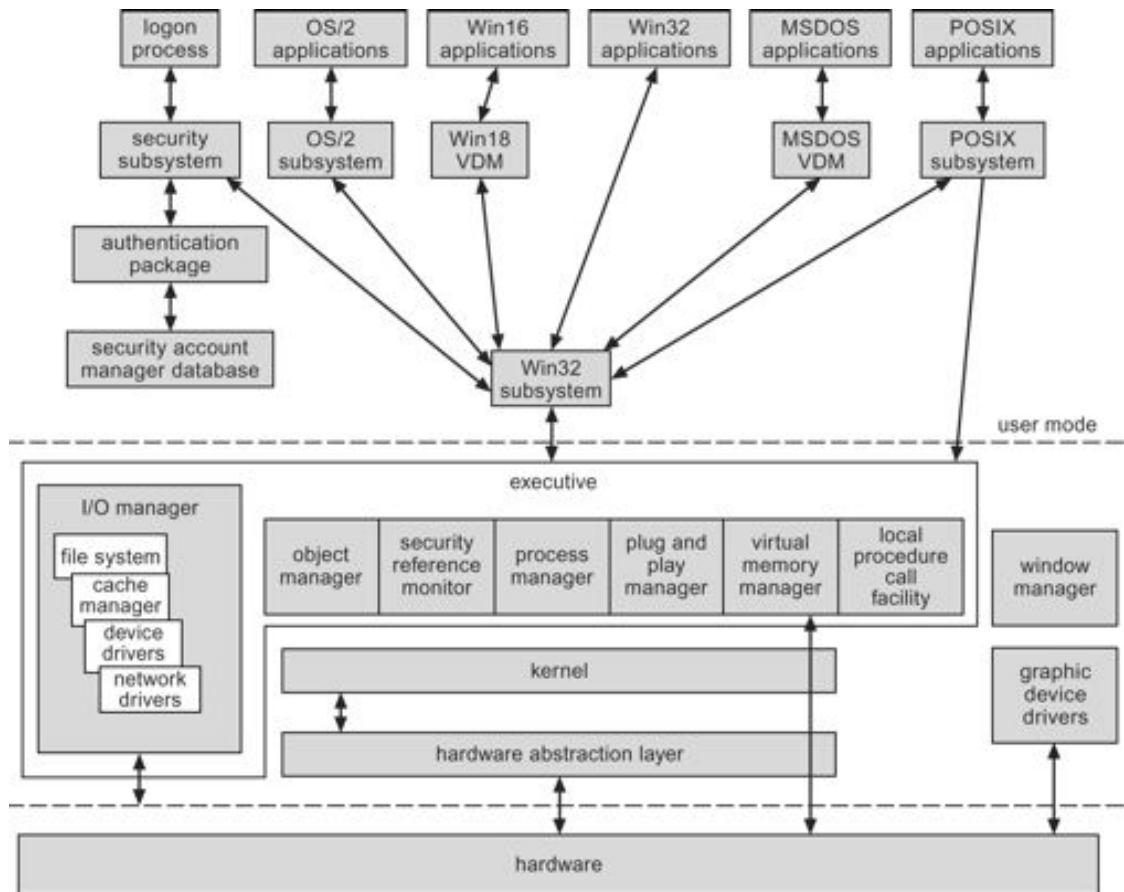 logon
process
OS/2
applications
Win16
applications
Win32
applications
MSDOS
applications
POSIX
applications
security
subsystem
OS/2
subsystem
Win18
VDM
MSDOS
VDM
POSIX
subsystem
authentication
package
security account
manager database
Win32
subsystem
user mode
executive
I/O manager
file system
cache
manager
device
drivers
network
drivers
object
manager
security
reference
monitor
process
manager
plug and
play
manager
virtual
memory
manager
local
procedure
call
facility
window
manager
kernel
graphic
device
drivers
hardware abstraction layer
hardware